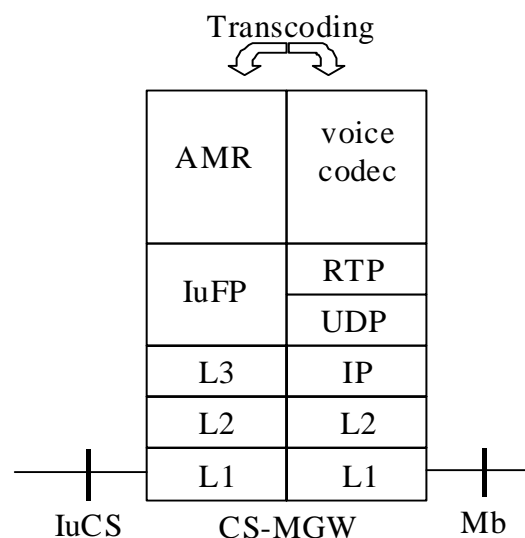 Transcoding
AMR
voice
codec
IuFP
RTP
UDP
L3
IP
L2
L2
L1
L1
IuCS
CS-MGW
Mb